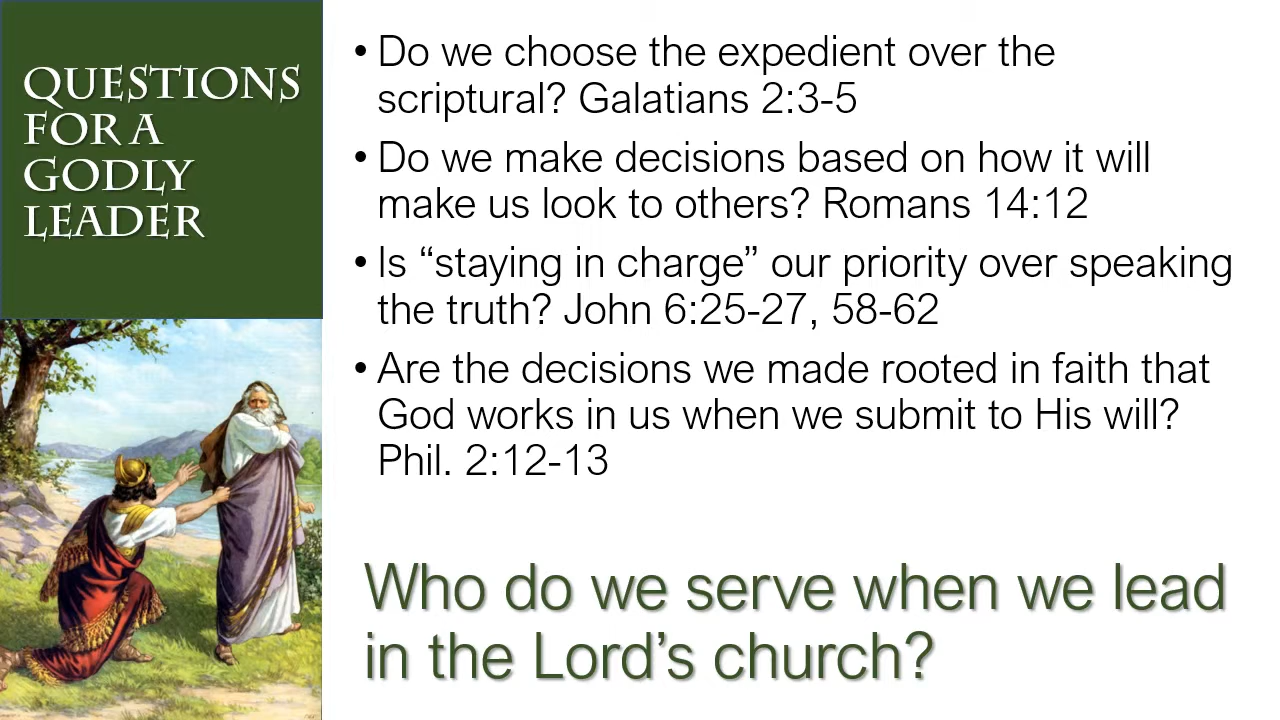 QUESTIONS
FOR A
GODLY
LEADER
• Do we choose the expedient over the
scriptural? Galatians 2:3-5
• Do we make decisions based on how it will
make us look to others? Romans 14:12
• Is “staying in charge” our priority over speaking
the truth? John 6:25-27, 58-62
• Are the decisions we made rooted in faith that
God works in us when we submit to His will?
Phil. 2:12-13
Who do we serve when we lead
in the Lord’s church?